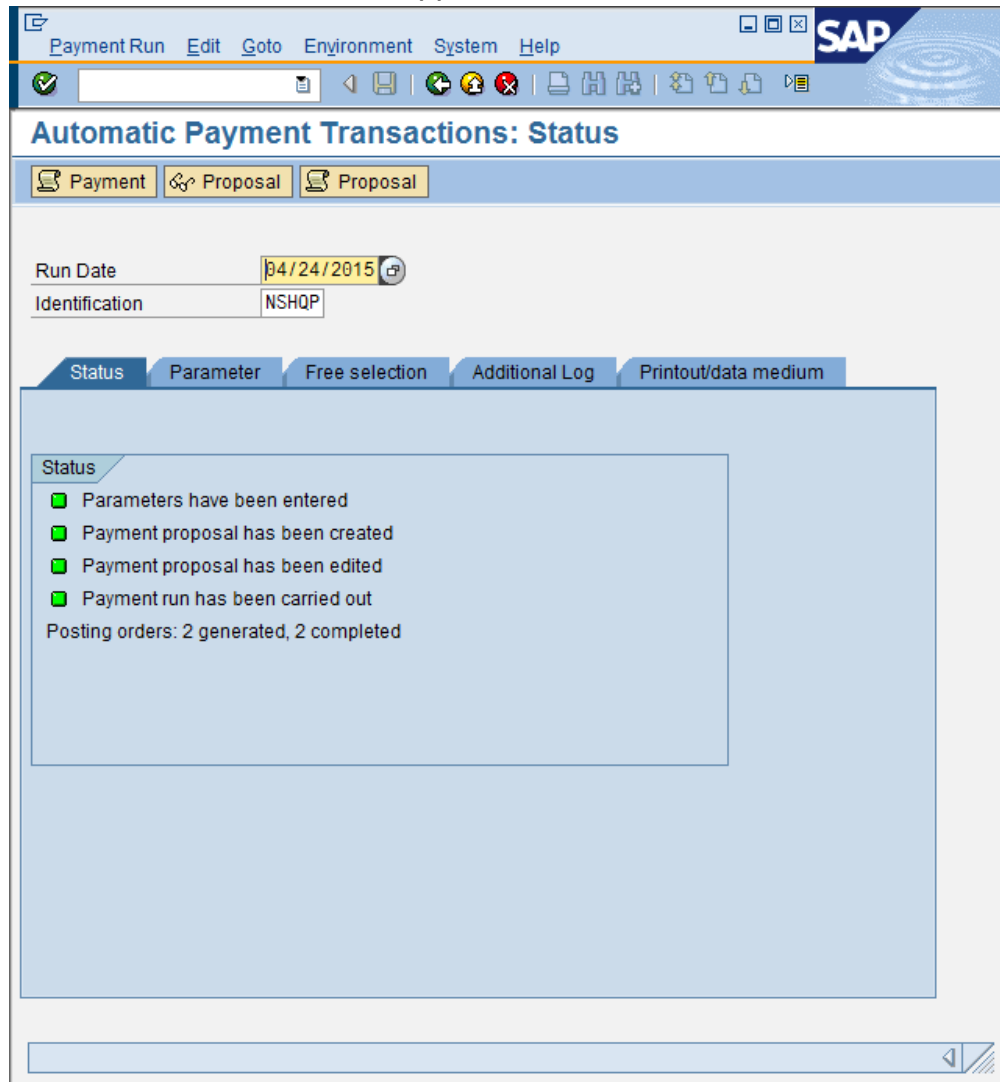 Payment Run Edit Goto Environment System Help
SAP
Automatic Payment Transactions: Status
Payment Proposal Proposal
Run Date 04/24/2015
Identification NSHQP
Status Parameter Free selection Additional Log Printout/data medium
Status
Parameters have been entered
Payment proposal has been created
Payment proposal has been edited
Payment run has been carried out
Posting orders: 2 generated, 2 completed